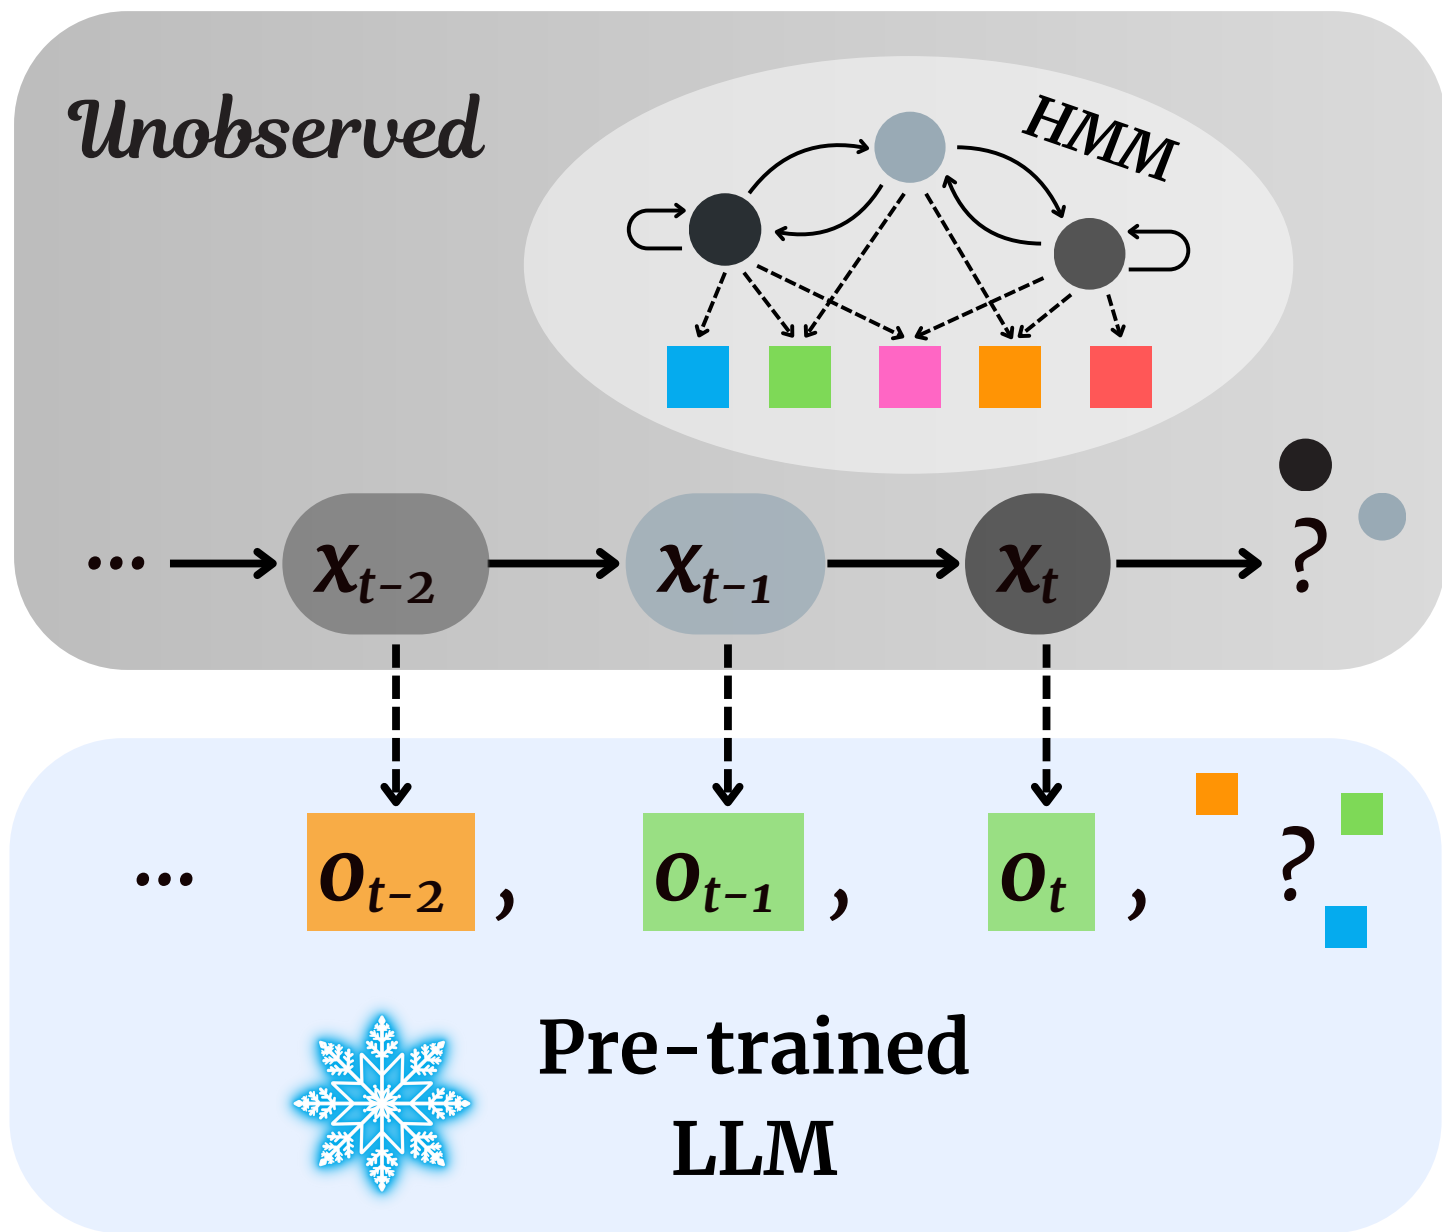 Unobserved
HMM
... x_{t-2} x_{t-1} x_t ?
... o_{t-2} , o_{t-1} , o_t , ?
Pre-trained
LLM